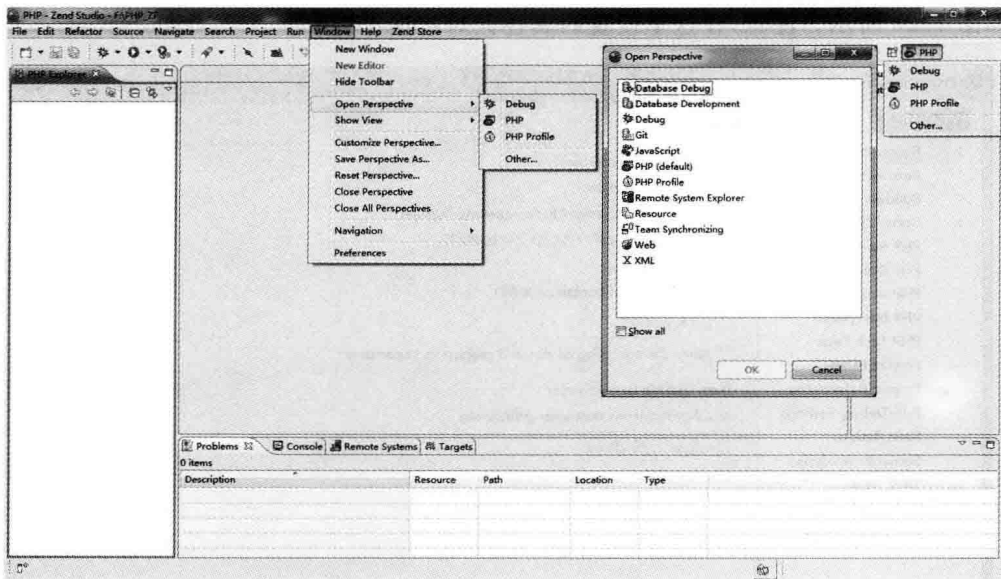 PHP - Zend Studio - F:\PHP_ZF
File Edit Refactor Source Navigate Search Project Run Window Help Zend Store
PHP Explorer
New Window
New Editor
Hide Toolbar
Open Perspective
Show View
Customize Perspective...
Save Perspective As...
Reset Perspective...
Close Perspective
Close All Perspectives
Navigation
Preferences
Debug
PHP
PHP Profile
Other...
Open Perspective
Database Debug
Database Development
Debug
Git
JavaScript
PHP (default)
PHP Profile
Remote System Explorer
Resource
Team Synchronizing
Web
XML
Show all
OK Cancel
PHP
Debug
PHP
PHP Profile
Other...
Problems Console Remote Systems Targets
0 items
Description Resource Path Location Type